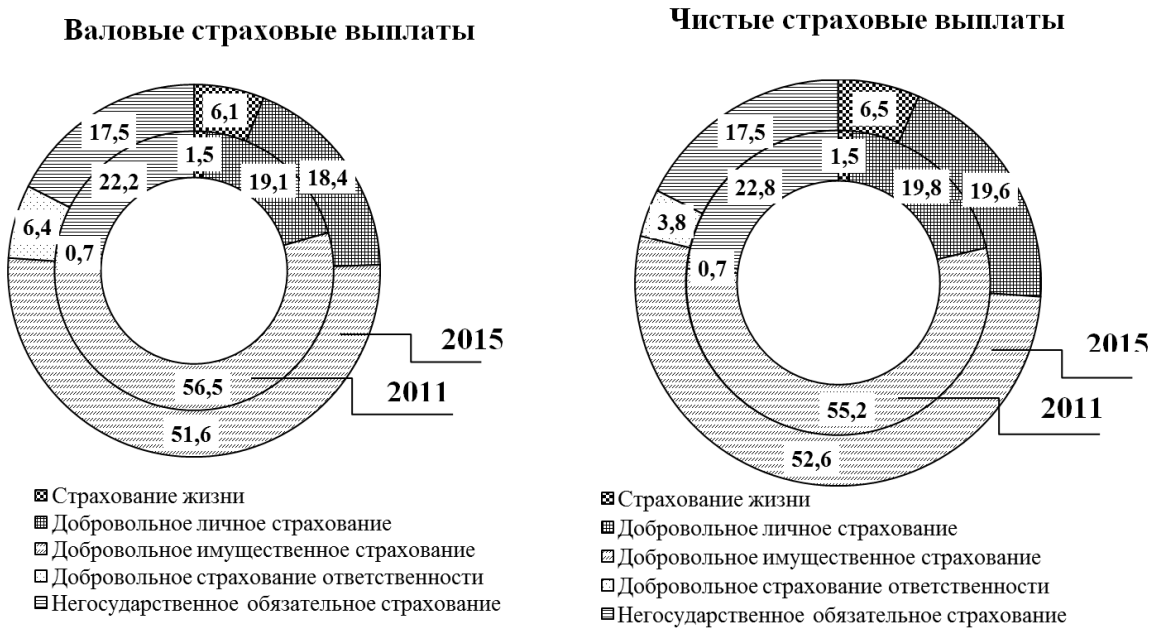 Валовые страховые выплаты
6,1
17,5
1,5
22,2
19,1
18,4
6,4
0,7
2015
56,5
2011
51,6
Страхование жизни
Добровольное личное страхование
Добровольное имущественное страхование
Добровольное страхование ответственности
Негосударственное обязательное страхование
Чистые страховые выплаты
6,5
17,5
1,5
22,8
19,8
19,6
3,8
0,7
2015
55,2
2011
52,6
Страхование жизни
Добровольное личное страхование
Добровольное имущественное страхование
Добровольное страхование ответственности
Негосударственное обязательное страхование